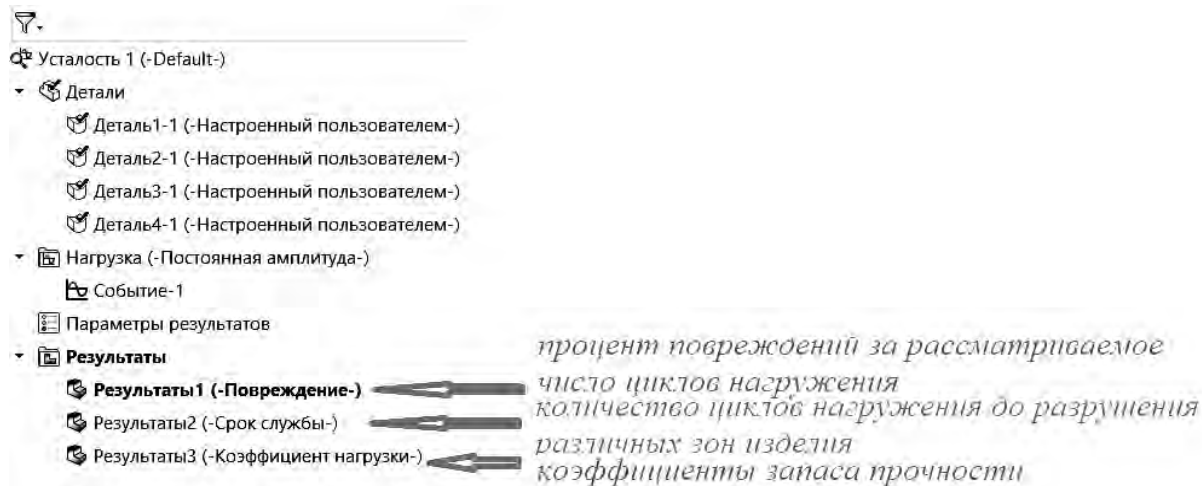 Усталость 1 (-Default-)
Детали
Деталь1-1 (-Настроенный пользователем-)
Деталь2-1 (-Настроенный пользователем-)
Деталь3-1 (-Настроенный пользователем-)
Деталь4-1 (-Настроенный пользователем-)
Нагрузка (-Постоянная амплитуда-)
Событие-1
Параметры результатов
Результаты
Результаты1 (-Повреждение-)
Результаты2 (-Срок службы-)
Результаты3 (-Коэффициент нагрузки-)
процент повреждений за рассматриваемое
число циклов нагружения
количество циклов нагружения до разрушения
различных зон изделия
коэффициенты запаса прочности